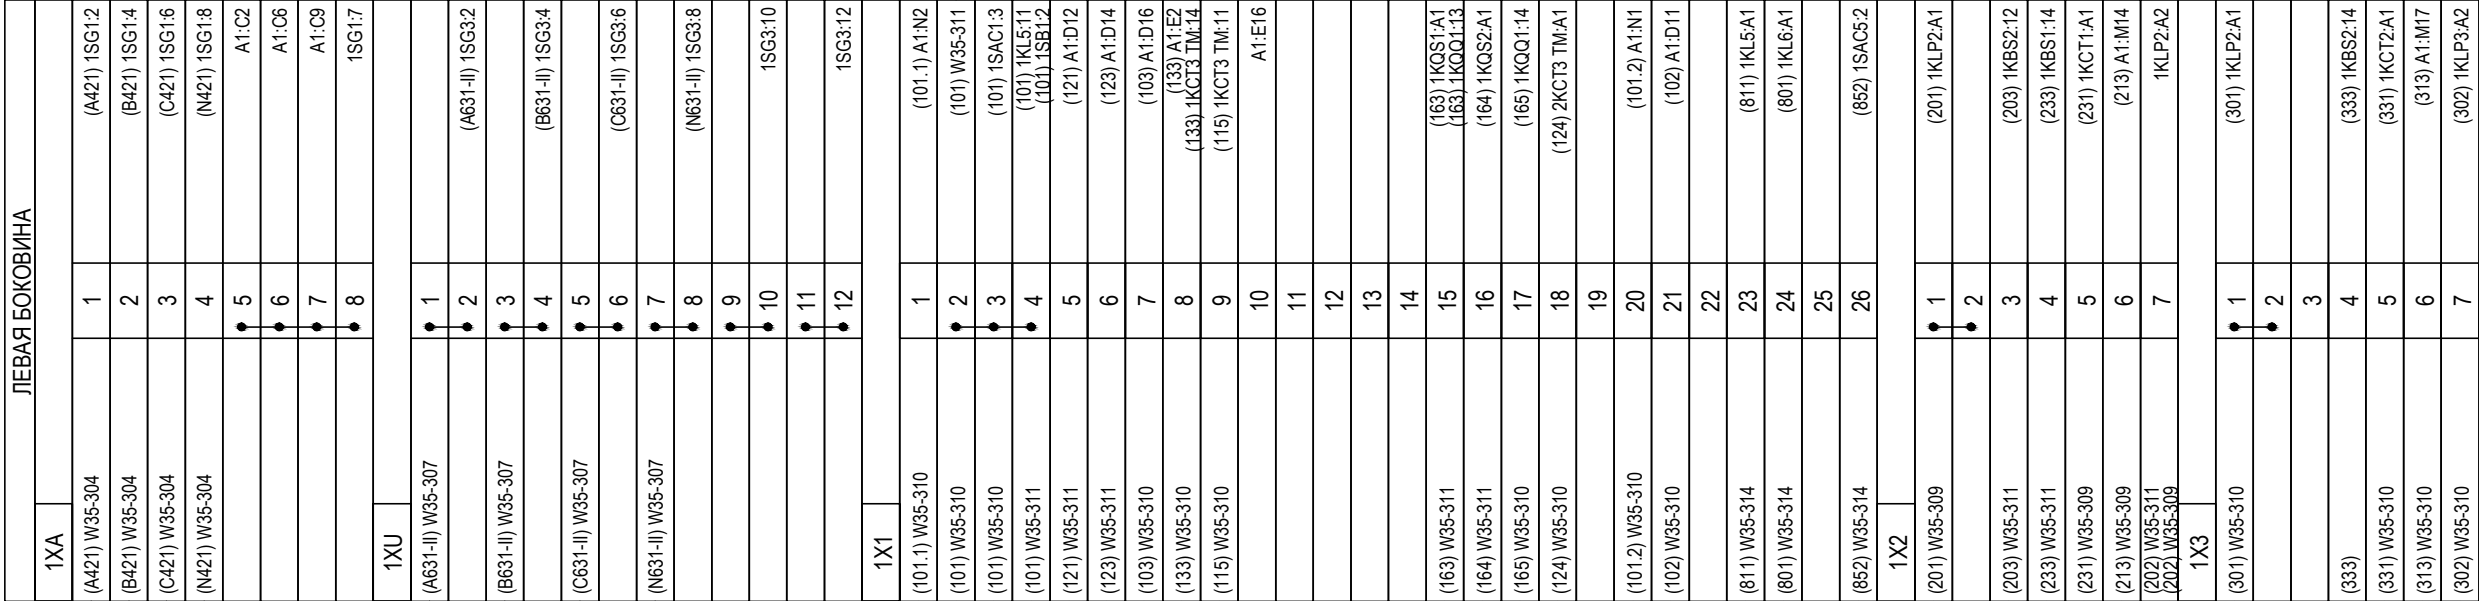 ЛЕВАЯ БОКОВИНА
1XA
(A421) W35-304 1 (A421) 1SG1:2
(B421) W35-304 2 (B421) 1SG1:4
(C421) W35-304 3 (C421) 1SG1:6
(N421) W35-304 4 (N421) 1SG1:8
5 A1:C2
6 A1:C6
7 A1:C9
8 1SG1:7
1XU
(A631-II) W35-307 1
2 (A631-II) 1SG3:2
(B631-II) W35-307 3
4 (B631-II) 1SG3:4
(C631-II) W35-307 5
6 (C631-II) 1SG3:6
(N631-II) W35-307 7
8 (N631-II) 1SG3:8
9
10 1SG3:10
11
12 1SG3:12
1X1
(101.1) W35-310 1 (101.1) A1:N2
(101) W35-310 2 (101) W35-311
(101) W35-310 3 (101) 1SAC1:3
(101) W35-311 4 (101) 1KL5:11
(101) 1SB1:2
(121) W35-311 5 (121) A1:D12
(123) W35-311 6 (123) A1:D14
(103) W35-310 7 (103) A1:D16
(133) W35-310 8 (133) A1:E2
(133) 1KCT3 TM:14
(115) W35-310 9 (115) 1KCT3 TM:11
10 A1:E16
11
12
13
14
(163) W35-311 15 (163) 1KQS1:A1
(163) 1KQQ1:13
(164) W35-311 16 (164) 1KQS2:A1
(165) W35-310 17 (165) 1KQQ1:14
(124) W35-310 18 (124) 2KCT3 TM:A1
19
(101.2) W35-310 20 (101.2) A1:N1
(102) W35-310 21 (102) A1:D11
22
(811) W35-314 23 (811) 1KL5:A1
(801) W35-314 24 (801) 1KL6:A1
25
(852) W35-314 26 (852) 1SAC5:2
1X2
(201) W35-309 1 (201) 1KLP2:A1
2
(203) W35-311 3 (203) 1KBS2:12
(233) W35-311 4 (233) 1KBS1:14
(231) W35-309 5 (231) 1KCT1:A1
(213) W35-309 6 (213) A1:M14
(202) W35-311 7 1KLP2:A2
(202) W35-309
1X3
(301) W35-310 1 (301) 1KLP2:A1
2
3
(333) 4 (333) 1KBS2:14
(331) W35-310 5 (331) 1KCT2:A1
(313) W35-310 6 (313) A1:M17
(302) W35-310 7 (302) 1KLP3:A2